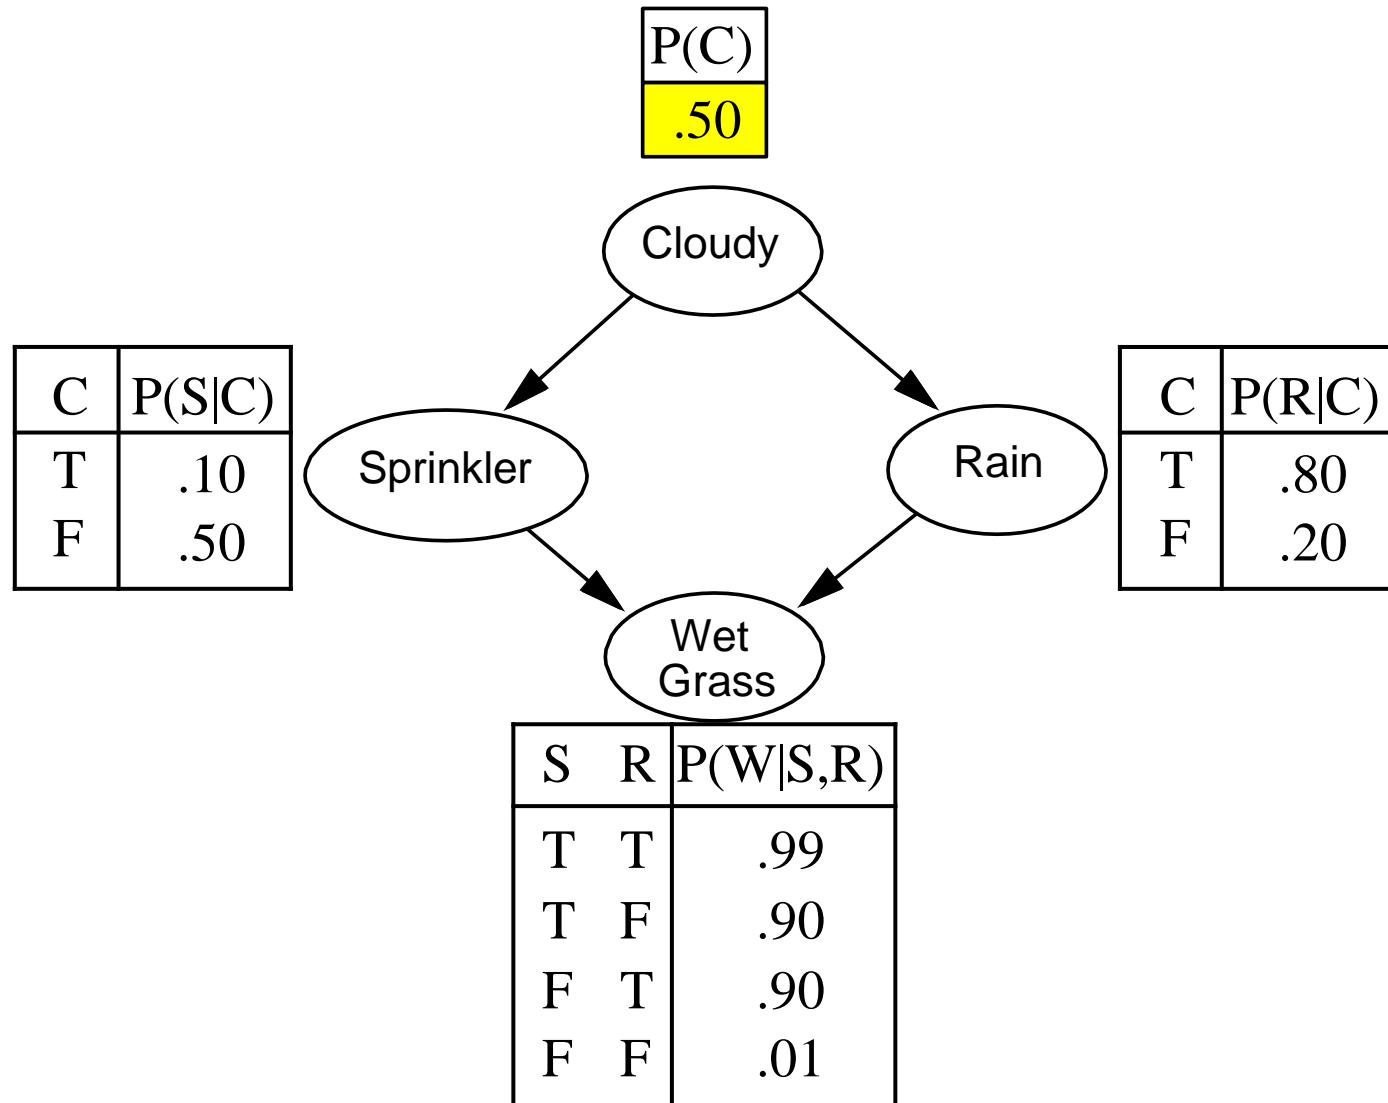 P(C)
.50
Cloudy
C P(S|C)
T .10
F .50
Sprinkler
Rain
C P(R|C)
T .80
F .20
Wet
Grass
S R P(W|S,R)
T T .99
T F .90
F T .90
F F .01